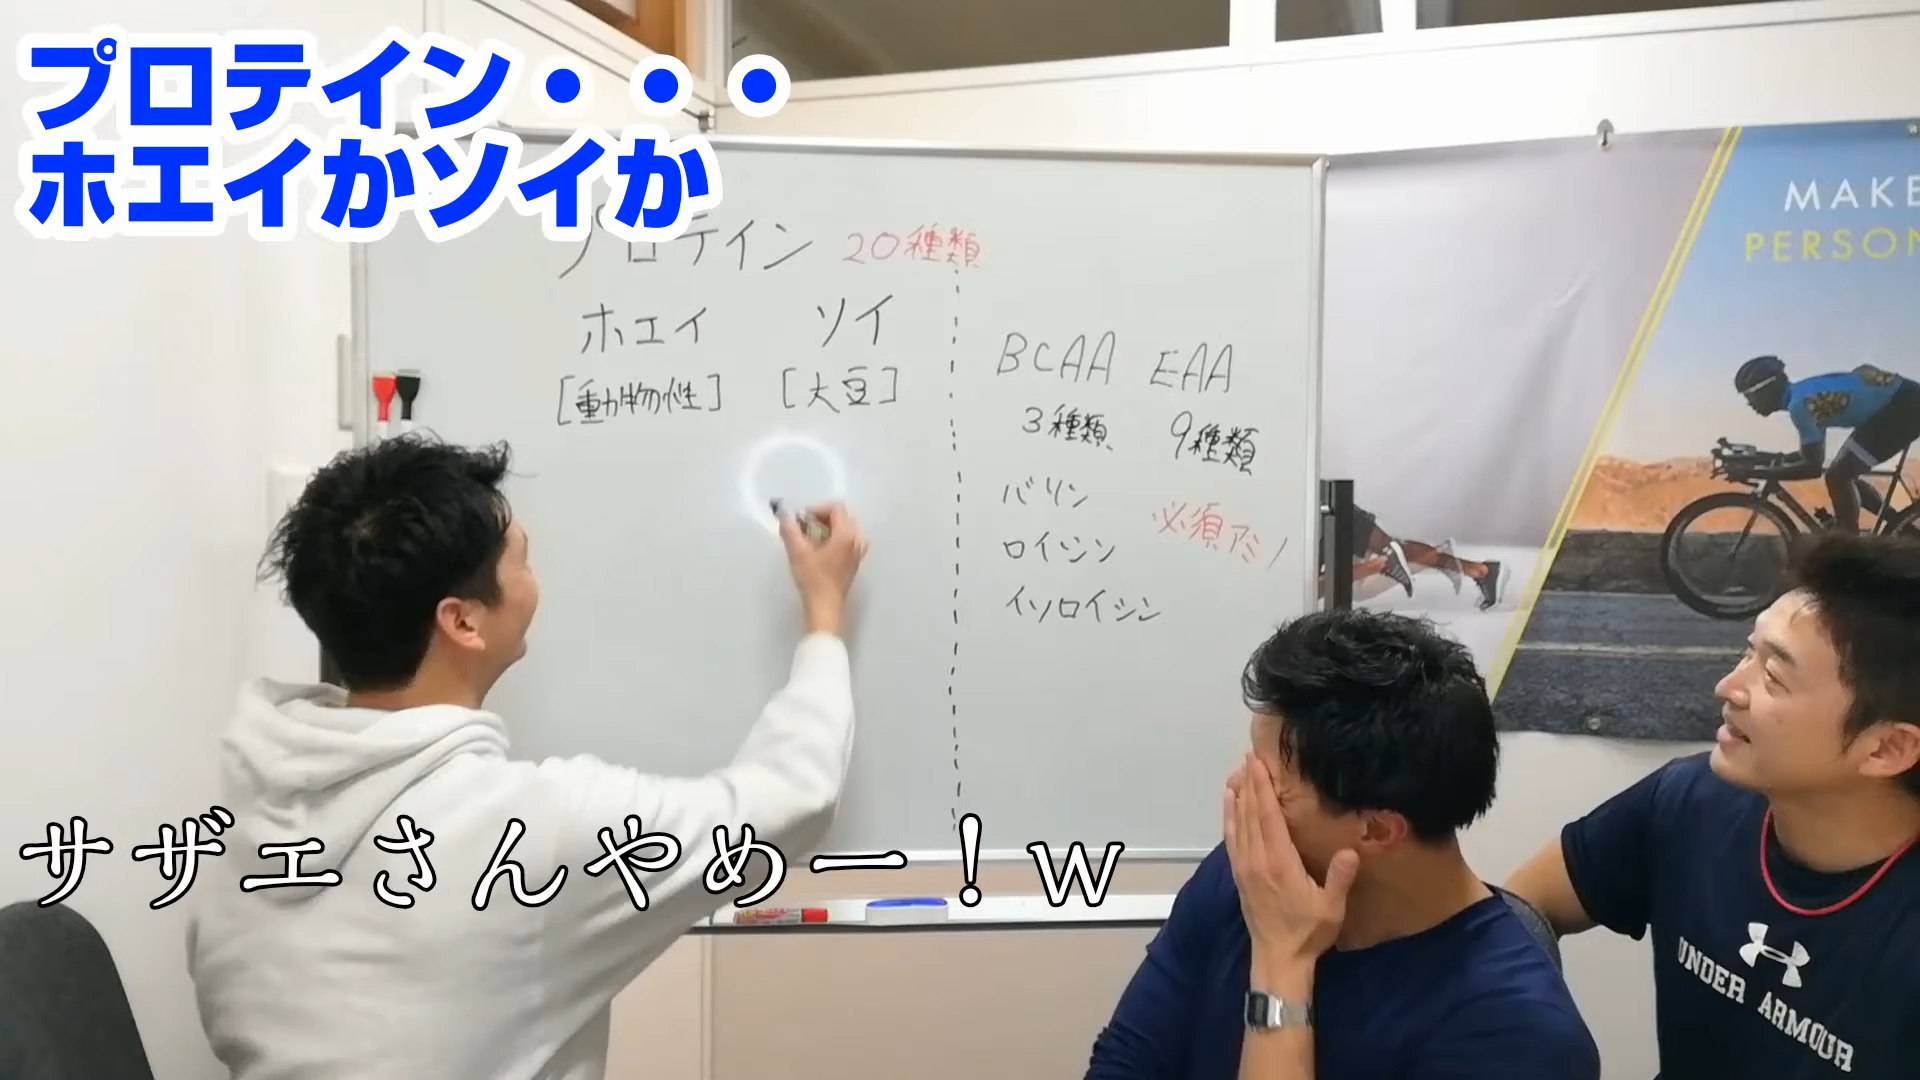 プロテイン・・・
ホエイかソイか
プロテイン 20種類
ホエイ ソイ
[動物性] [大豆]
BCAA EAA
3種類 9種類
バリン
必須アミノ
ロイシン
イソロイシン
MAKE
PERSON
サザエさんやめー！w
UNDER ARMOUR